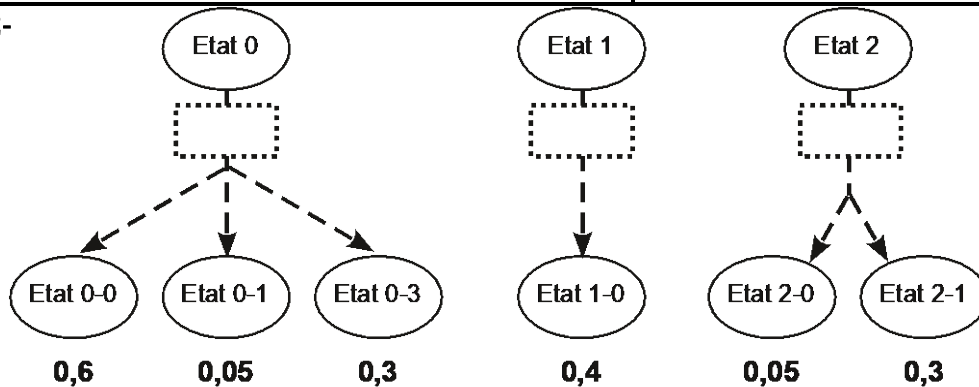 Etat 0 Etat 1 Etat 2
Etat 0-0 Etat 0-1 Etat 0-3 Etat 1-0 Etat 2-0 Etat 2-1
0,6 0,05 0,3 0,4 0,05 0,3